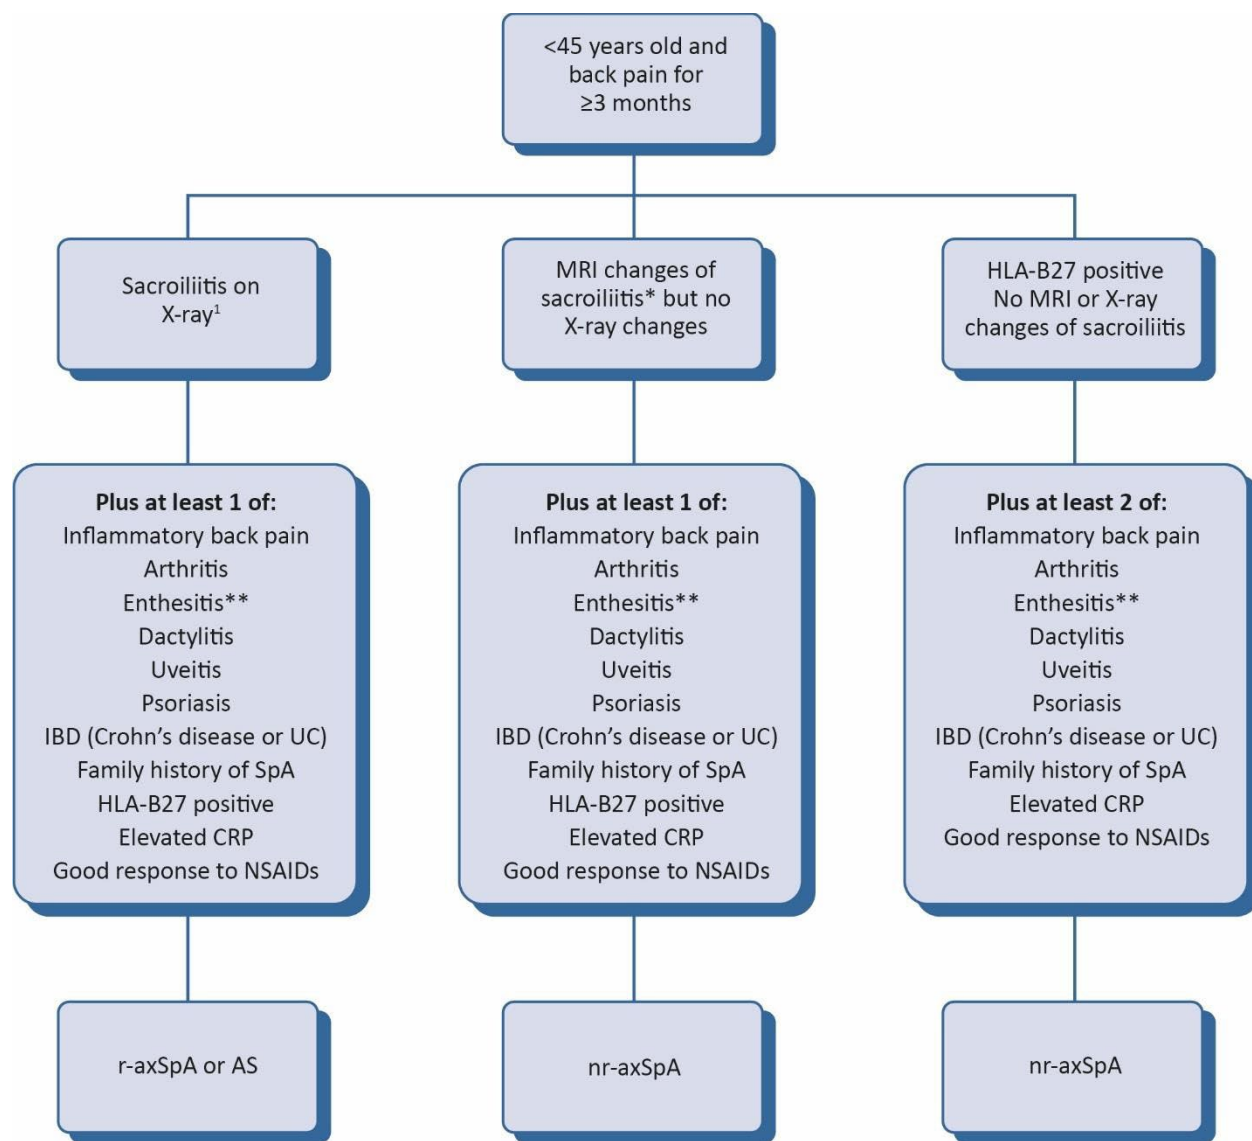 <45 years old and
back pain for
≥3 months
Sacroiliitis on
X-ray¹
MRI changes of
sacroiliitis* but no
X-ray changes
HLA-B27 positive
No MRI or X-ray
changes of sacroiliitis
Plus at least 1 of:
Inflammatory back pain
Arthritis
Enthesitis**
Dactylitis
Uveitis
Psoriasis
IBD (Crohn’s disease or UC)
Family history of SpA
HLA-B27 positive
Elevated CRP
Good response to NSAIDs
Plus at least 1 of:
Inflammatory back pain
Arthritis
Enthesitis**
Dactylitis
Uveitis
Psoriasis
IBD (Crohn’s disease or UC)
Family history of SpA
HLA-B27 positive
Elevated CRP
Good response to NSAIDs
Plus at least 2 of:
Inflammatory back pain
Arthritis
Enthesitis**
Dactylitis
Uveitis
Psoriasis
IBD (Crohn’s disease or UC)
Family history of SpA
Elevated CRP
Good response to NSAIDs
r-axSpA or AS
nr-axSpA
nr-axSpA